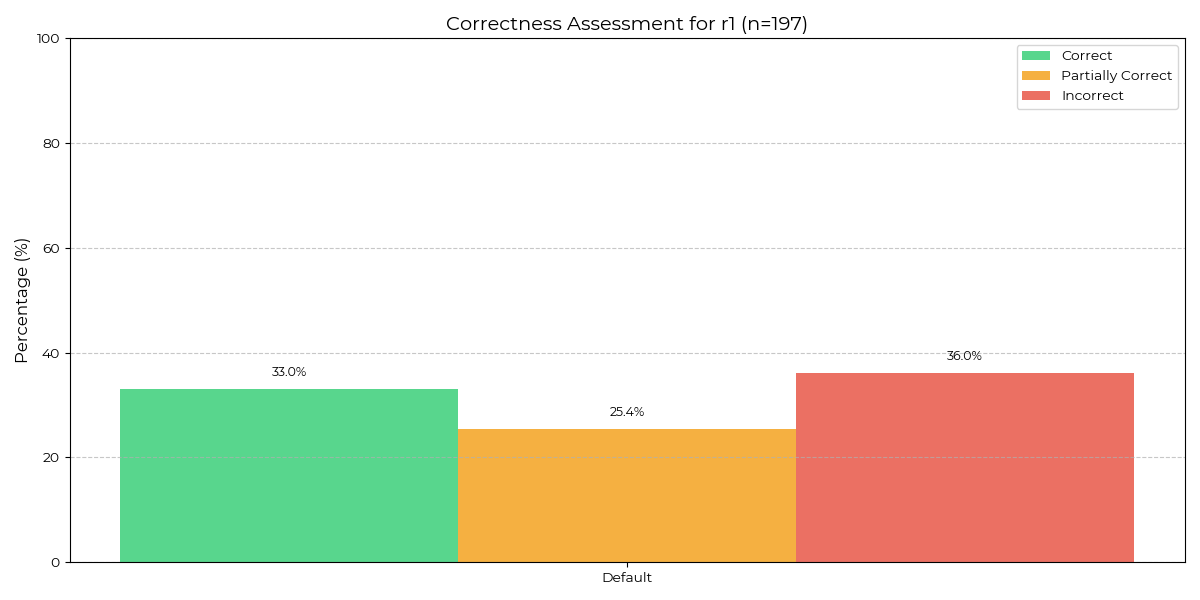 Correctness Assessment for r1 (n=197)
100
80
60
40
20
0
Percentage (%)
Correct
Partially Correct
Incorrect
33.0%
25.4%
36.0%
Default